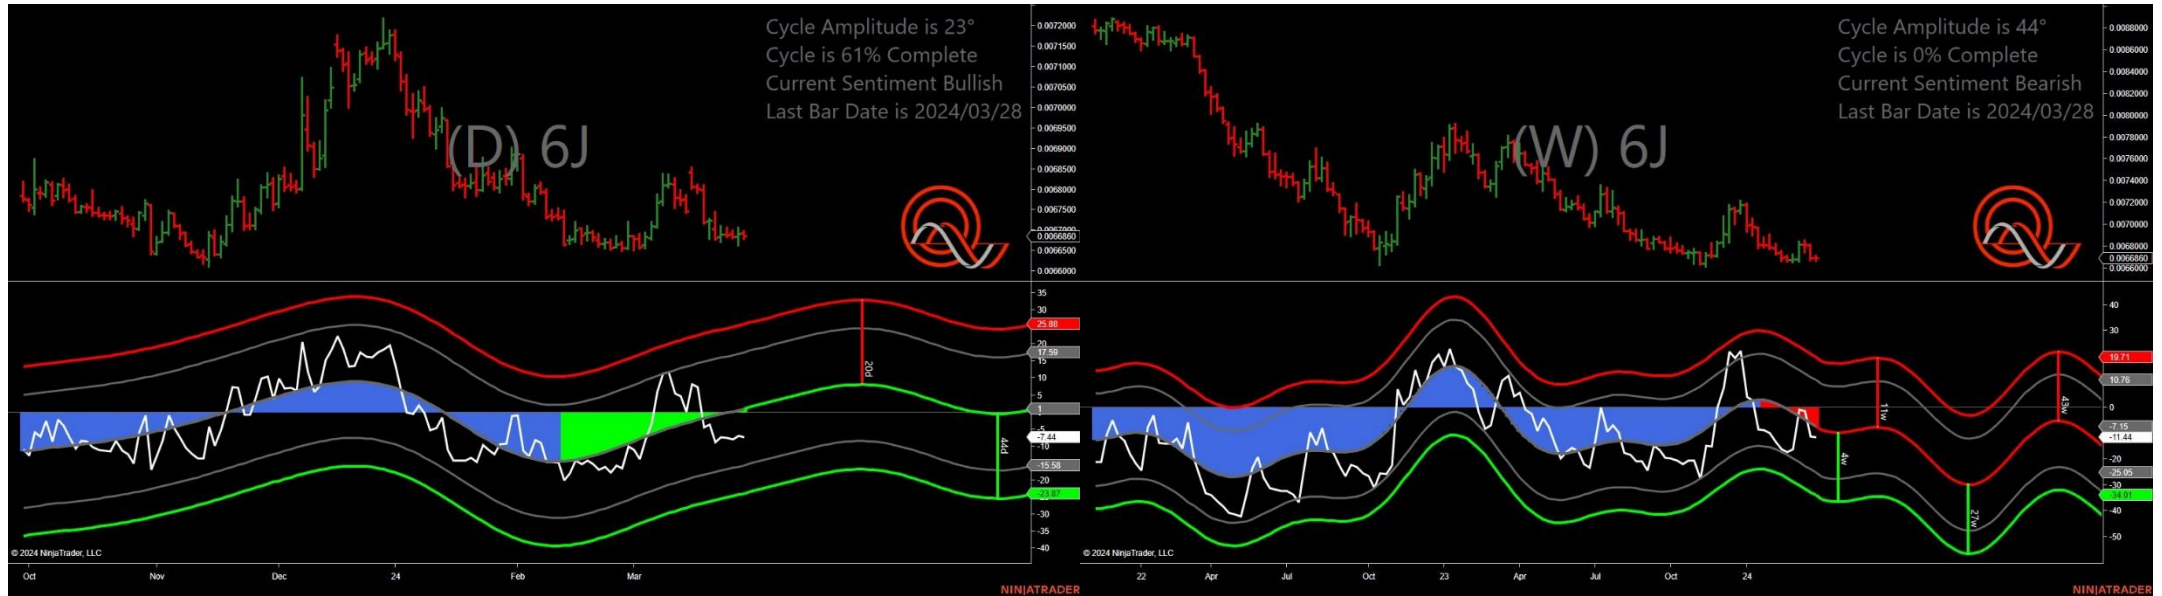 Cycle Amplitude is 23°
Cycle is 61% Complete
Current Sentiment Bullish
Last Bar Date is 2024/03/28
(D) 6J
0.0072000
0.0071500
0.0071000
0.0070500
0.0070000
0.0069500
0.0069000
0.0068500
0.0068000
0.0067500
0.0067000
0.0066860
0.0066500
0.0066000
35
30
25.88
20
17.59
15
10
5
1
-5
-7.44
-10
-15.58
-20
-23.87
-30
-35
-40
20d
44d
© 2024 NinjaTrader, LLC
Oct
Nov
Dec
24
Feb
Mar
NINJATRADER
Cycle Amplitude is 44°
Cycle is 0% Complete
Current Sentiment Bearish
Last Bar Date is 2024/03/28
(W) 6J
0.0088000
0.0086000
0.0084000
0.0082000
0.0080000
0.0078000
0.0076000
0.0074000
0.0072000
0.0070000
0.0068000
0.0066860
0.0066000
40
30
19.71
10.76
0
-7.15
-11.44
-25.05
-30
-34.01
-40
-50
11w
43w
4w
27w
© 2024 NinjaTrader, LLC
22
Apr
Jul
Oct
23
Apr
Jul
Oct
24
NINJATRADER